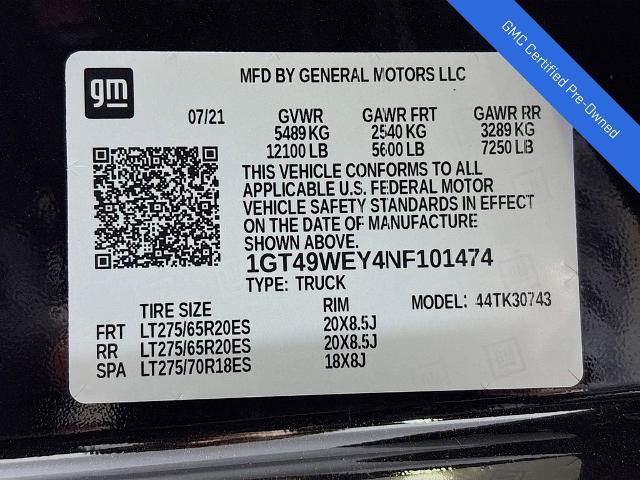 GMC Certified Pre-Owned
gm
MFD BY GENERAL MOTORS LLC
07/21 GVWR GAWR FRT GAWR RR
5489 KG 2540 KG 3289 KG
12100 LB 5600 LB 7250 LB
THIS VEHICLE CONFORMS TO ALL
APPLICABLE U.S. FEDERAL MOTOR
VEHICLE SAFETY STANDARDS IN EFFECT
ON THE DATE OF MANUFACTURE
SHOWN ABOVE.
1GT49WEY4NF101474
TYPE: TRUCK
TIRE SIZE RIM MODEL: 44TK30743
FRT LT275/65R20ES 20X8.5J
RR LT275/65R20ES 20X8.5J
SPA LT275/70R18ES 18X8J